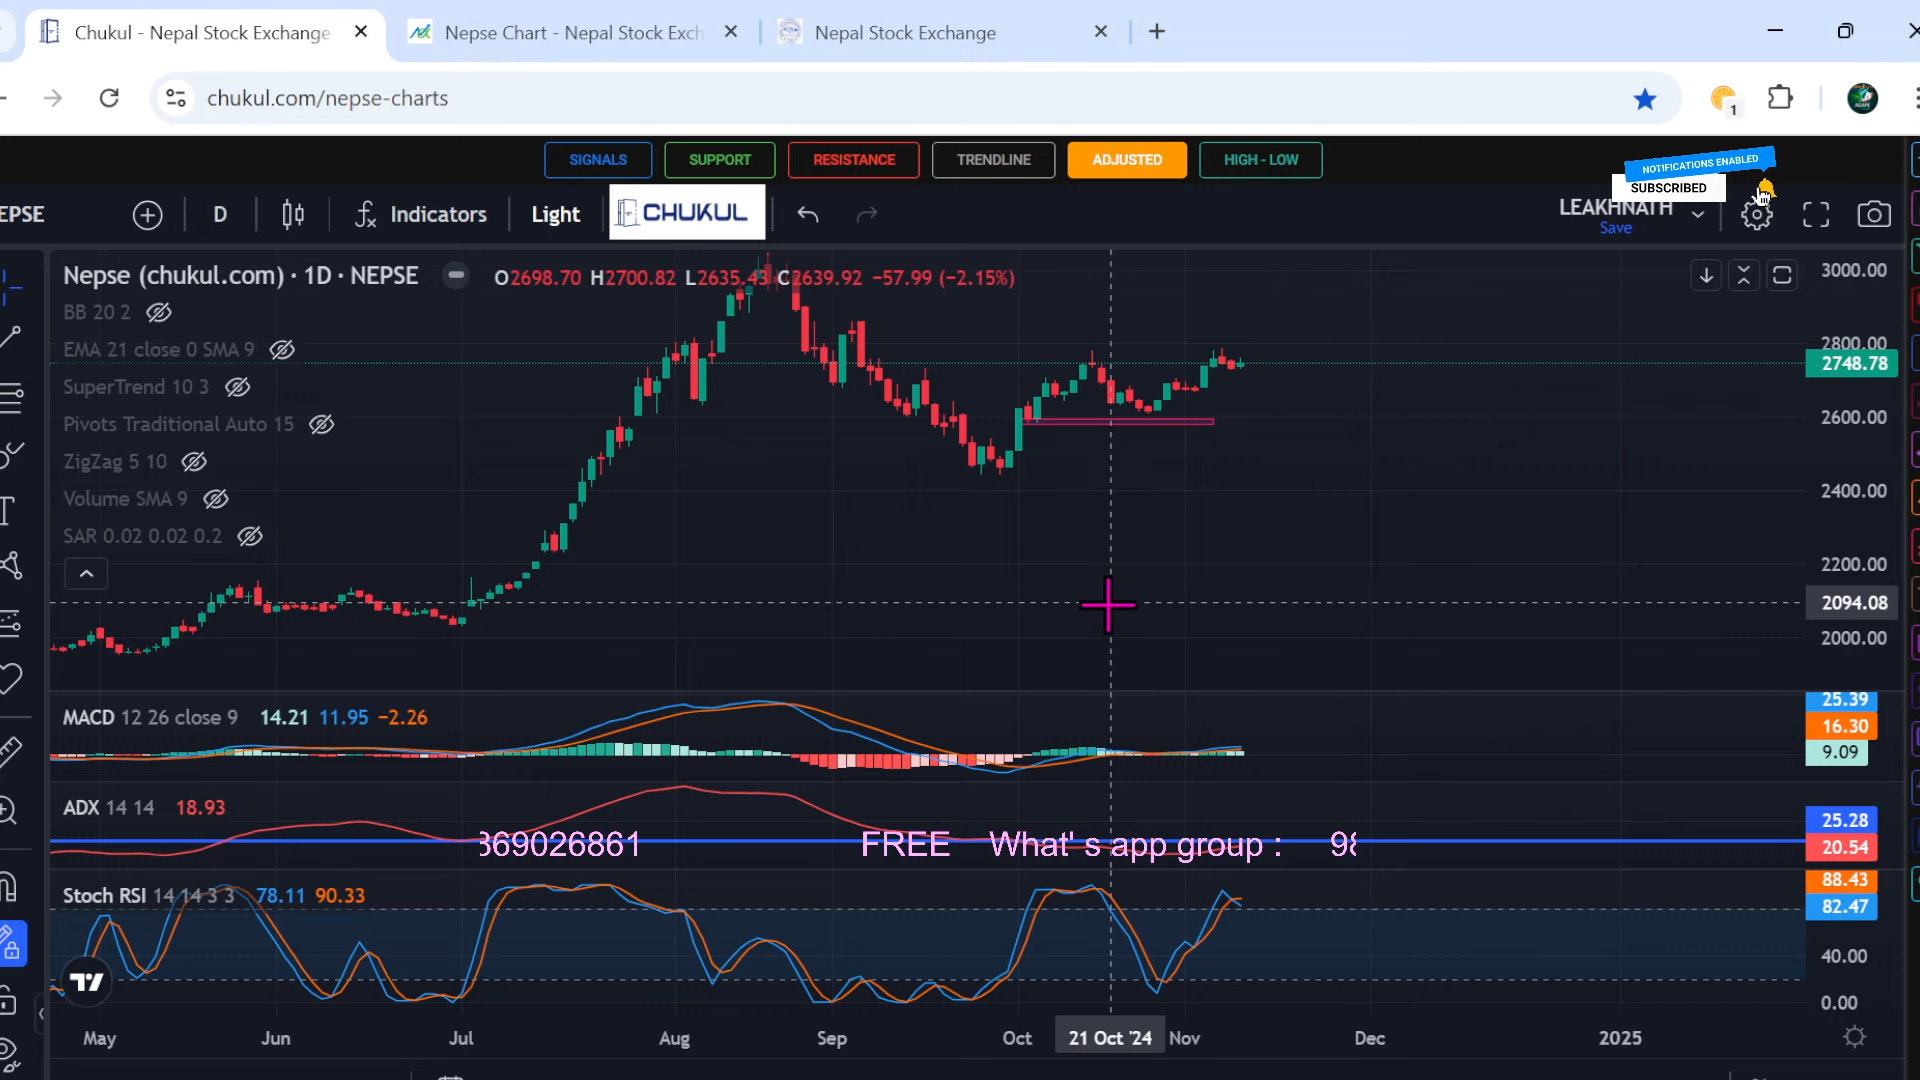 Chukul - Nepal Stock Exchange
Nepse Chart - Nepal Stock Exch
Nepal Stock Exchange
chukul.com/nepse-charts
1
SIGNALS
SUPPORT
RESISTANCE
TRENDLINE
ADJUSTED
HIGH - LOW
NOTIFICATIONS ENABLED
SUBSCRIBED
EPSE
D
Indicators
Light
CHUKUL
LEAKHNATH
Save
Nepse (chukul.com) · 1D · NEPSE
O2698.70 H2700.82 L2635.43 C2639.92 −57.99 (−2.15%)
BB 20 2
EMA 21 close 0 SMA 9
SuperTrend 10 3
Pivots Traditional Auto 15
ZigZag 5 10
Volume SMA 9
SAR 0.02 0.02 0.2
3000.00
2800.00
2748.78
2600.00
2400.00
2200.00
2094.08
2000.00
MACD 12 26 close 9 14.21 11.95 −2.26
25.39
16.30
9.09
ADX 14 14 18.93
25.28
20.54
369026861 FREE What's app group : 98
Stoch RSI 14 14 3 3 78.11 90.33
88.43
82.47
40.00
0.00
May Jun Jul Aug Sep Oct 21 Oct '24 Nov Dec 2025